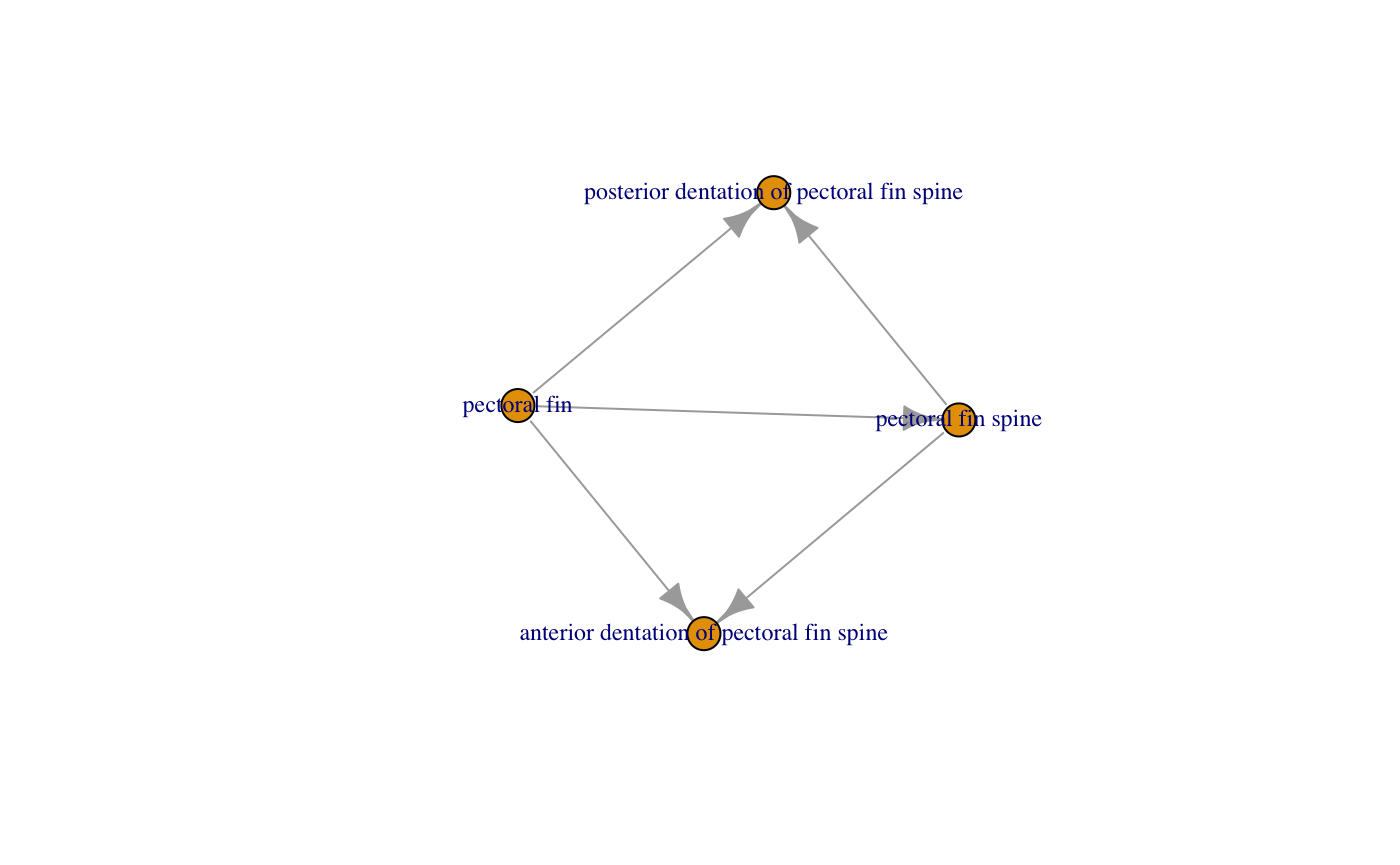 posterior dentation of pectoral fin spine
pectoral fin
pectoral fin spine
anterior dentation of pectoral fin spine